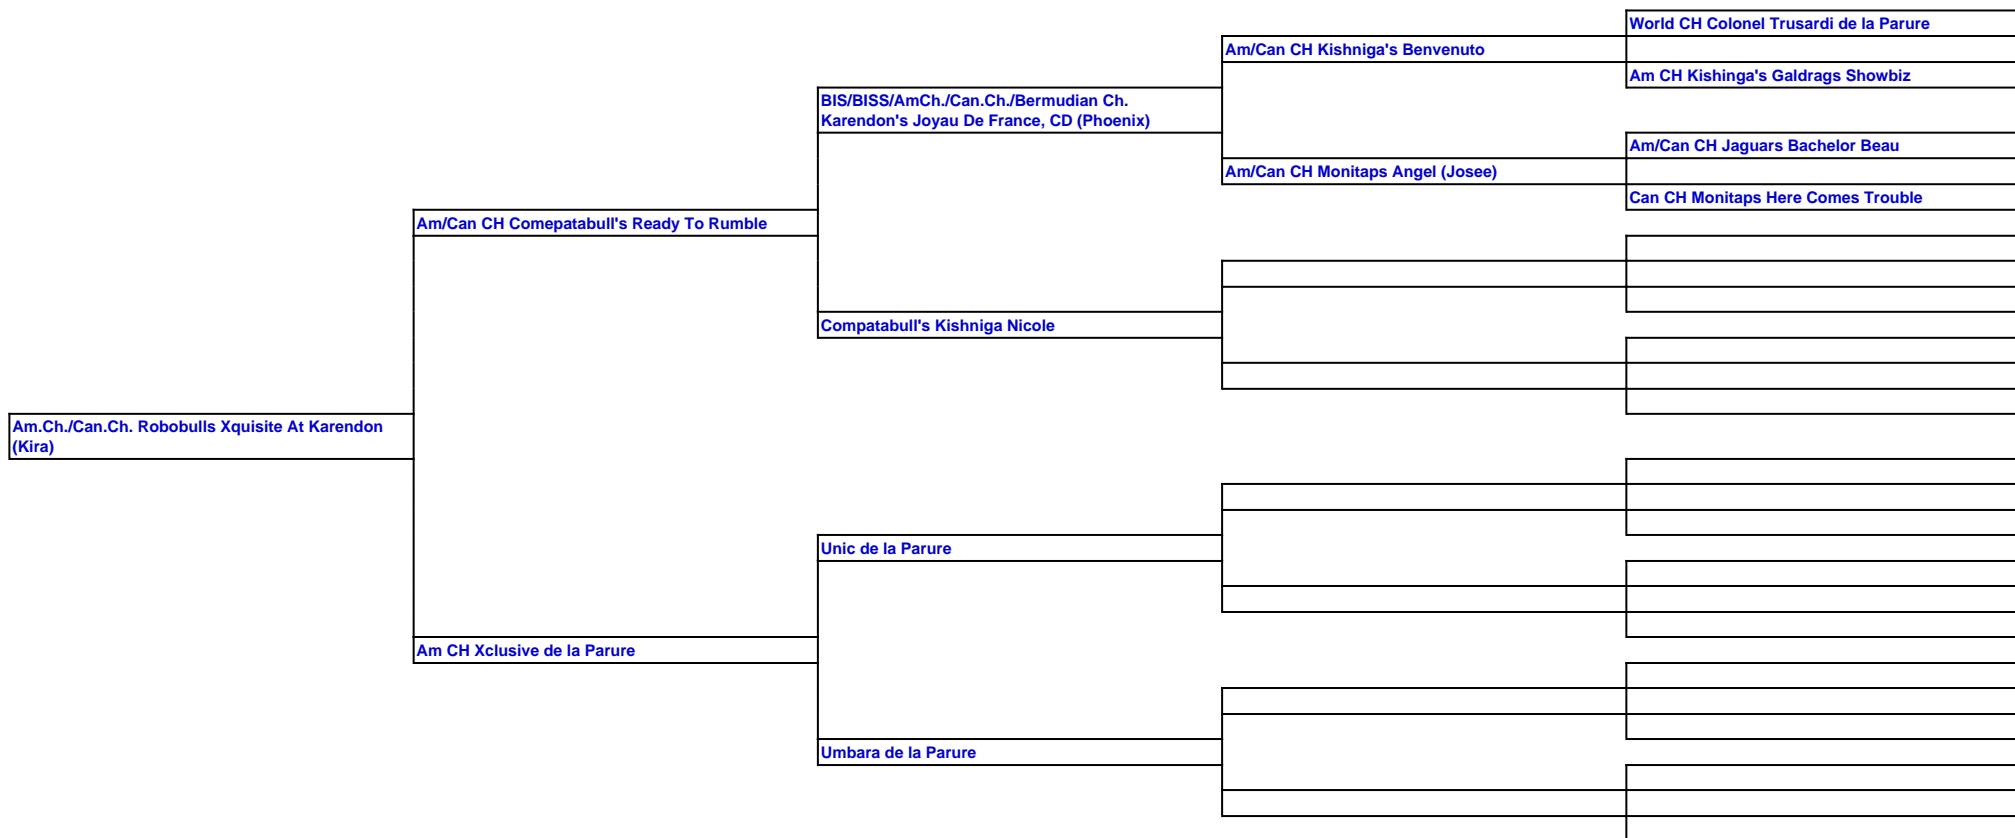 World CH Colonel Trusardi de la Parure
Am/Can CH Kishniga's Benvenuto
Am CH Kishinga's Galdrags Showbiz
BIS/BISS/AmCh./Can.Ch./Bermudian Ch.
Karendon's Joyau De France, CD (Phoenix)
Am/Can CH Jaguars Bachelor Beau
Am/Can CH Monitaps Angel (Josee)
Can CH Monitaps Here Comes Trouble
Am/Can CH Comepatabull's Ready To Rumble
Compatabull's Kishniga Nicole
Am.Ch./Can.Ch. Robobulls Xquisite At Karendon
(Kira)
Unic de la Parure
Am CH Xclusive de la Parure
Umbara de la Parure